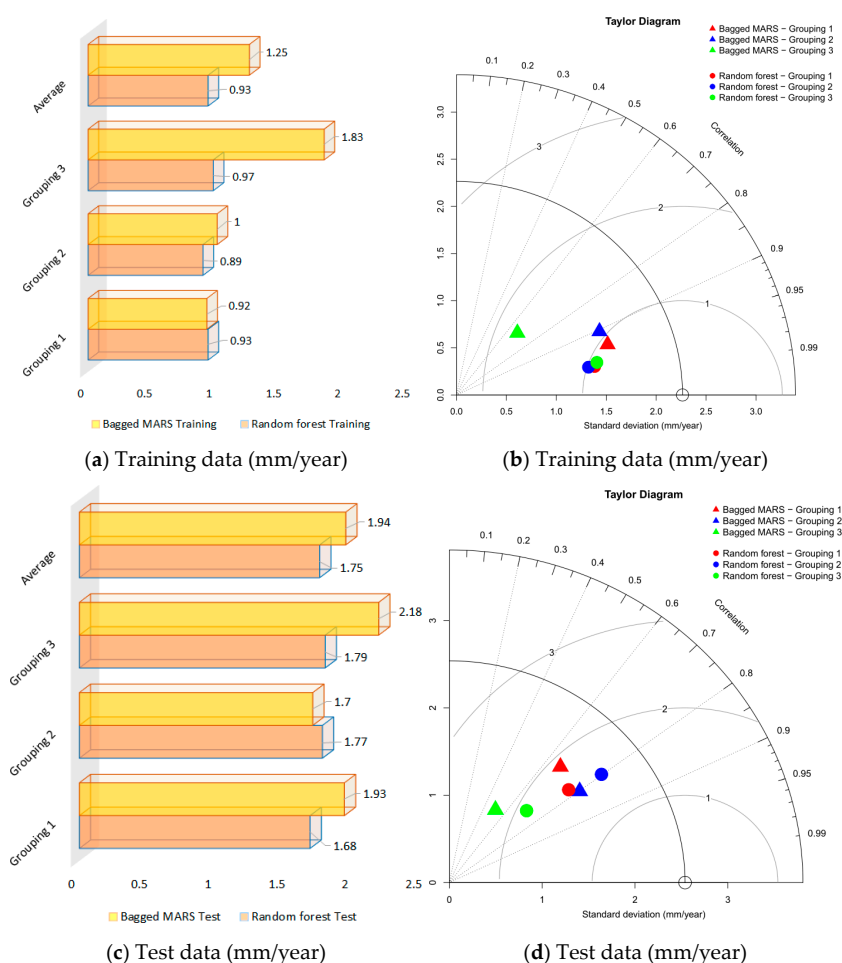 1.25
0.93
Average
1.83
0.97
Grouping 3
1
0.89
Grouping 2
0.92
0.93
Grouping 1
0 0.5 1 1.5 2 2.5
Bagged MARS Training Random forest Training
(a) Training data (mm/year)
Taylor Diagram
Bagged MARS – Grouping 1
Bagged MARS – Grouping 2
Bagged MARS – Grouping 3
Random forest – Grouping 1
Random forest – Grouping 2
Random forest – Grouping 3
0.1 0.2 0.3 0.4 0.5 0.6 0.7 0.8 0.9 0.95 0.99
Correlation
3
2
1
3.0
2.5
2.0
1.5
1.0
0.5
0.0
0.0 0.5 1.0 1.5 2.0 2.5 3.0
Standard deviation (mm/year)
(b) Training data (mm/year)
1.94
1.75
Average
2.18
1.79
Grouping 3
1.7
1.77
Grouping 2
1.93
1.68
Grouping 1
0 0.5 1 1.5 2 2.5
Bagged MARS Test Random forest Test
(c) Test data (mm/year)
Taylor Diagram
Bagged MARS – Grouping 1
Bagged MARS – Grouping 2
Bagged MARS – Grouping 3
Random forest – Grouping 1
Random forest – Grouping 2
Random forest – Grouping 3
0.1 0.2 0.3 0.4 0.5 0.6 0.7 0.8 0.9 0.95 0.99
Correlation
3
2
1
3
2
1
0
0 1 2 3
Standard deviation (mm/year)
(d) Test data (mm/year)